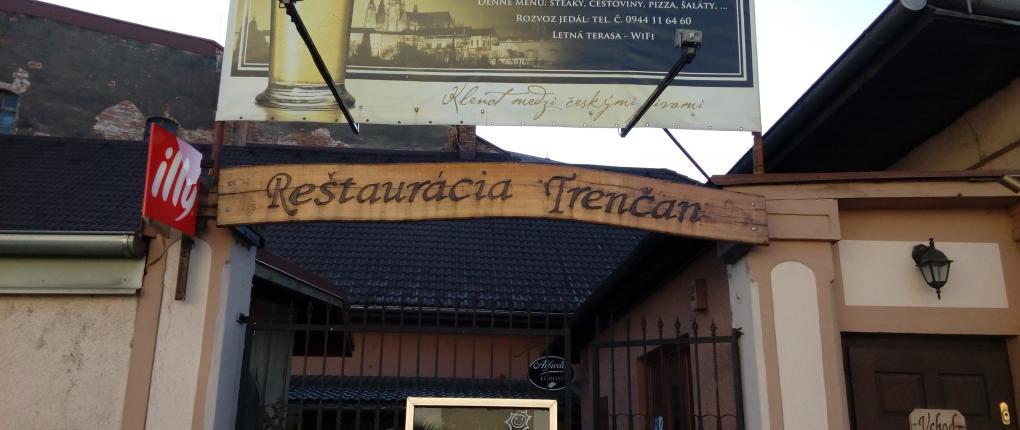 DENNÉ MENU: STEAKY, CESTOVINY, PIZZA, ŠALÁTY, ...
ROZVOZ JEDÁL: TEL. Č. 0944 11 64 60
LETNÁ TERASA - WIFI
Klenot medzi českými pivami
illy
Reštaurácia Trenčan
Vchod